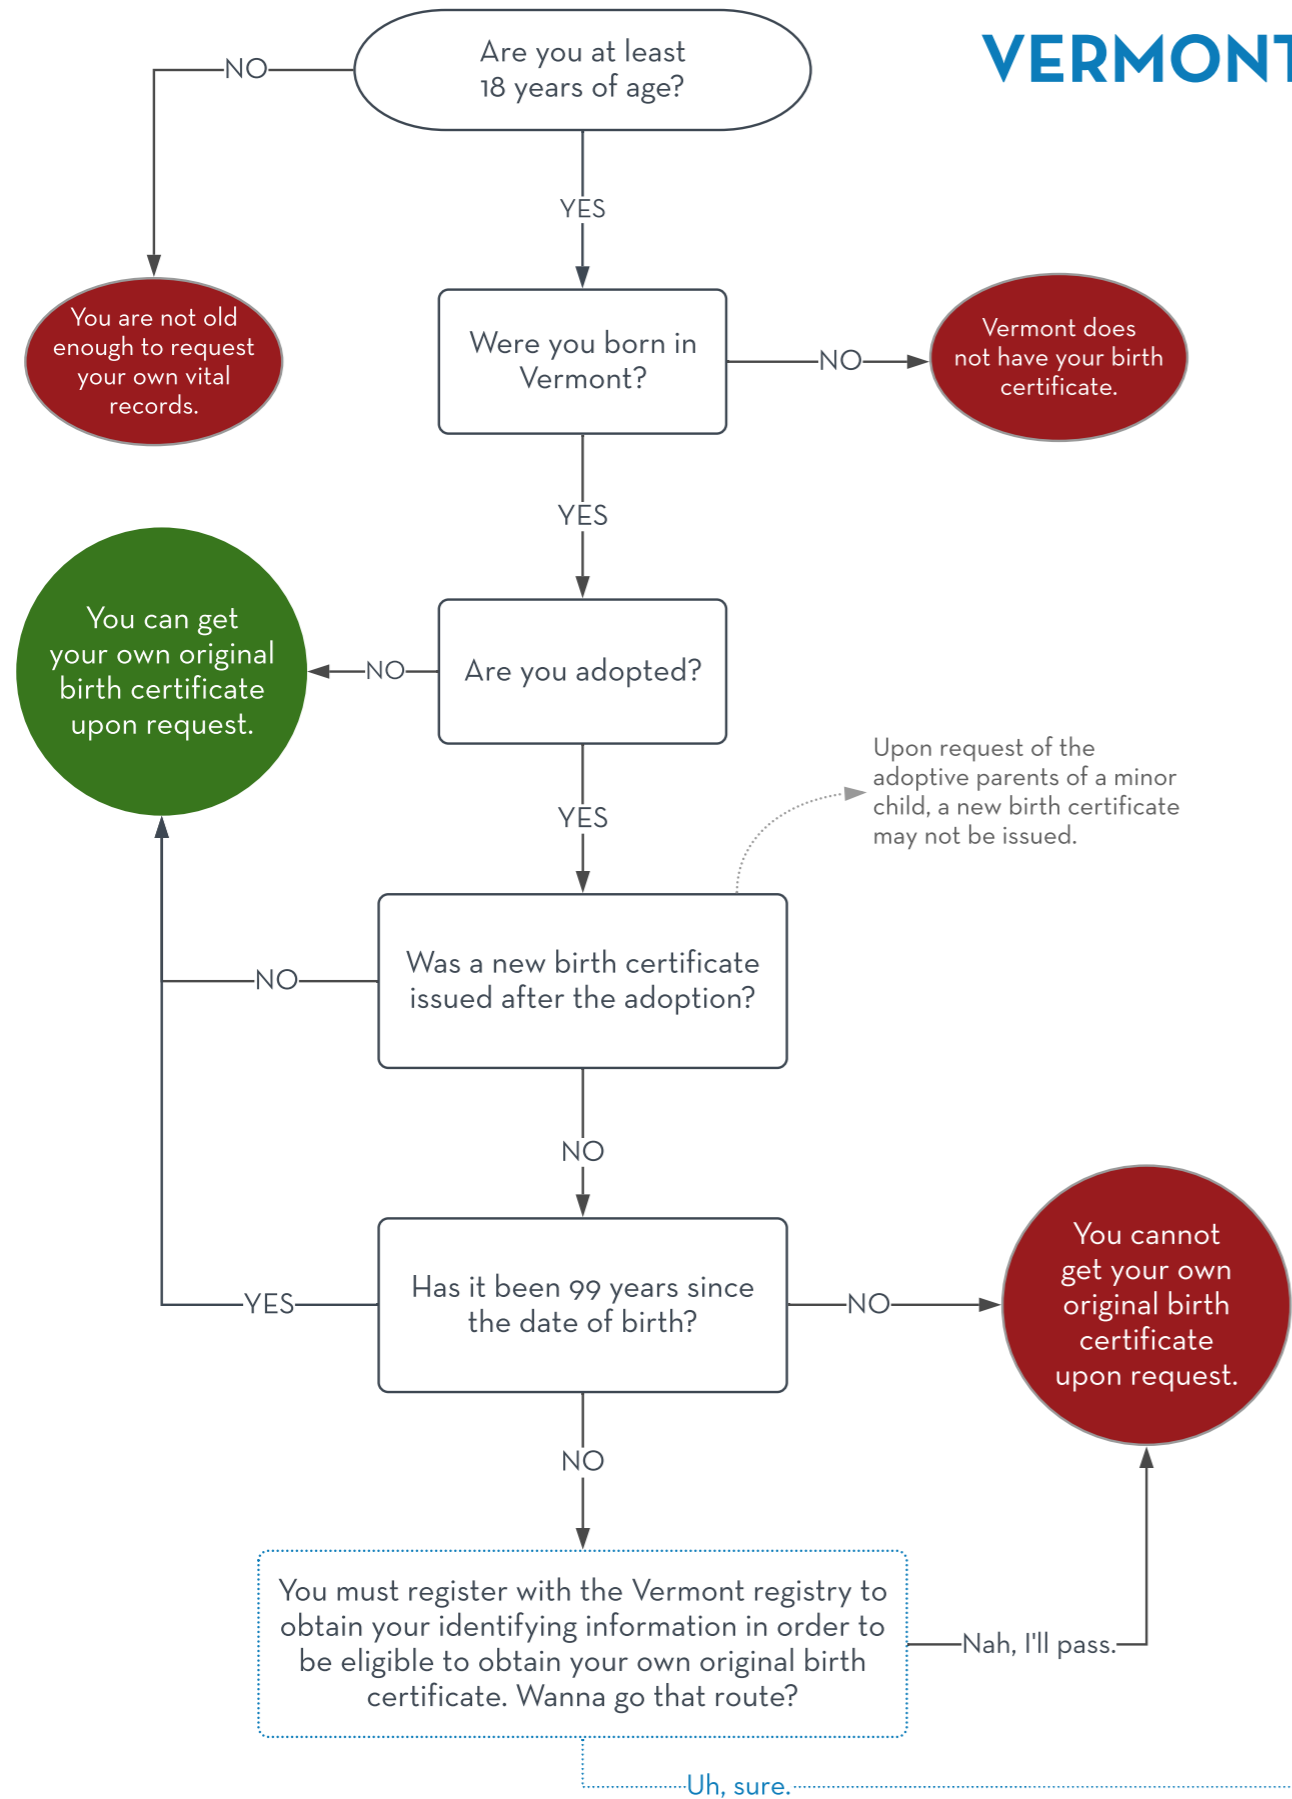 VERMONT
Are you at least
18 years of age?
NO
YES
You are not old
enough to request
your own vital
records.
Were you born in
Vermont?
NO
Vermont does
not have your birth
certificate.
YES
You can get
your own original
birth certificate
upon request.
NO
Are you adopted?
YES
Upon request of the
adoptive parents of a minor
child, a new birth certificate
may not be issued.
Was a new birth certificate
issued after the adoption?
NO
NO
Has it been 99 years since
the date of birth?
YES
NO
You cannot
get your own
original birth
certificate
upon request.
NO
You must register with the Vermont registry to
obtain your identifying information in order to
be eligible to obtain your own original birth
certificate. Wanna go that route?
Nah, I'll pass.
Uh, sure.